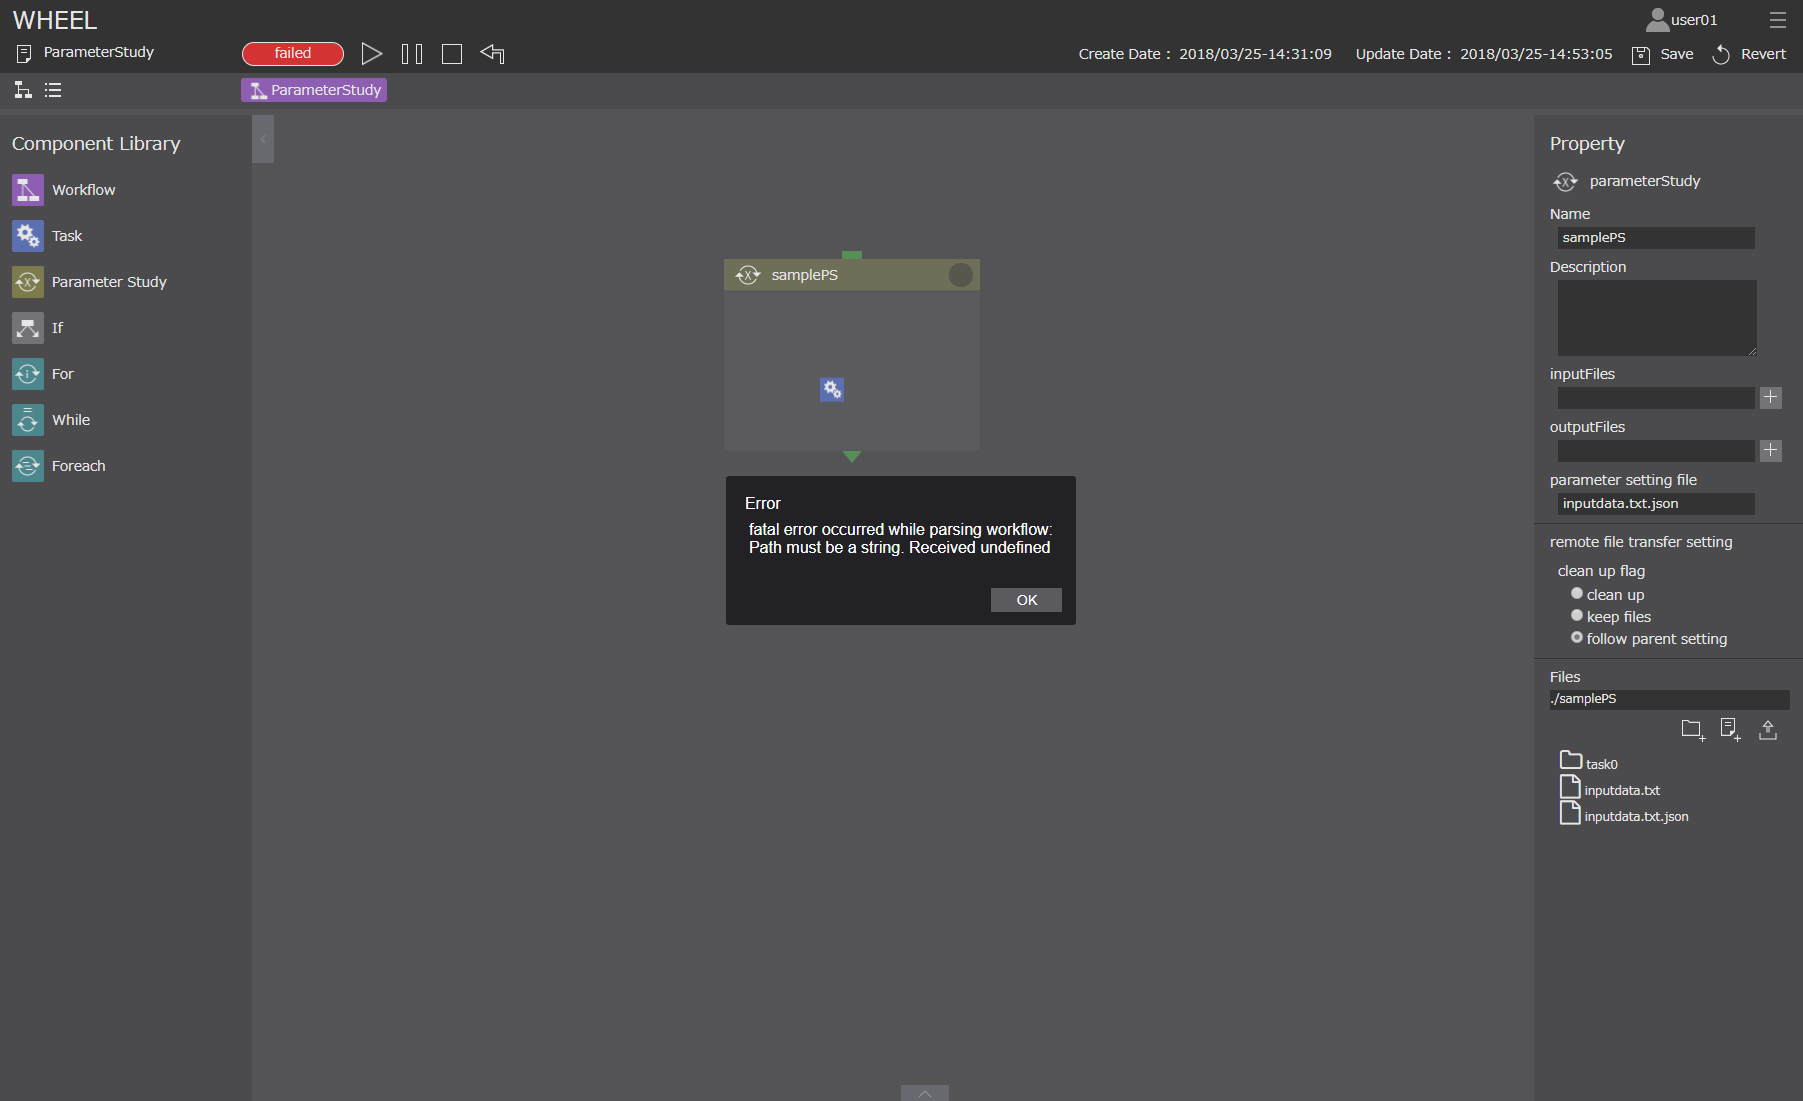 WHEEL
user01
ParameterStudy
failed
Create Date : 2018/03/25-14:31:09
Update Date : 2018/03/25-14:53:05
Save
Revert
ParameterStudy
Component Library
Workflow
Task
Parameter Study
If
For
While
Foreach
samplePS
Error
fatal error occurred while parsing workflow:
Path must be a string. Received undefined
OK
Property
parameterStudy
Name
samplePS
Description
inputFiles
outputFiles
parameter setting file
inputdata.txt.json
remote file transfer setting
clean up flag
clean up
keep files
follow parent setting
Files
./samplePS
task0
inputdata.txt
inputdata.txt.json